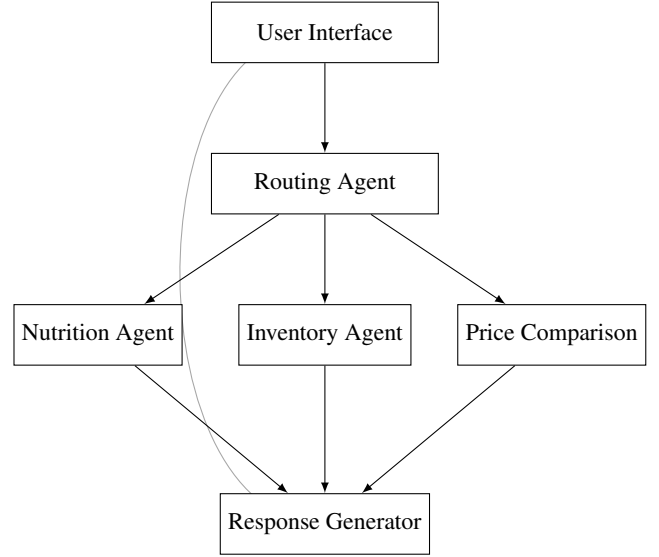 User Interface
Routing Agent
Nutrition Agent
Inventory Agent
Price Comparison
Response Generator